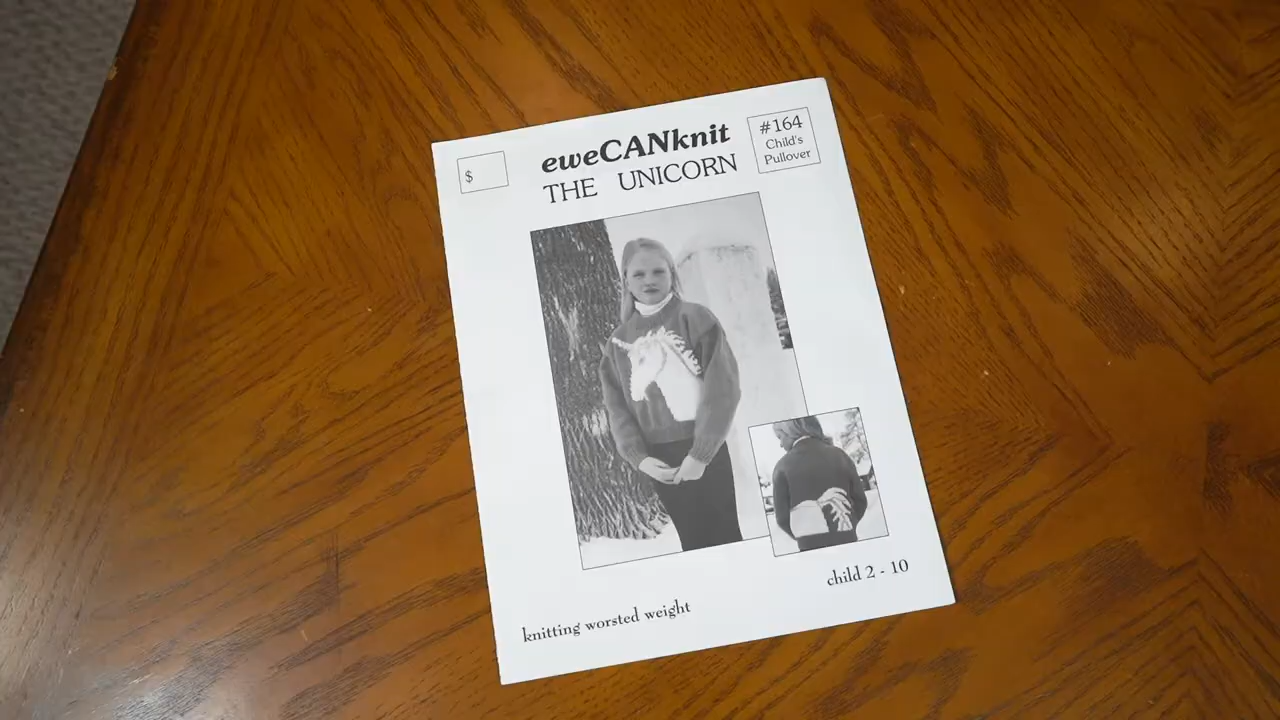 $
eweCANknit
THE UNICORN
#164
Child's
Pullover
child 2 - 10
knitting worsted weight